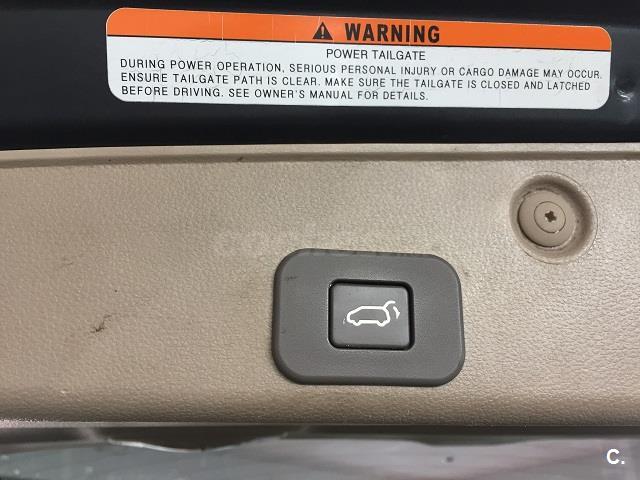 WARNING
POWER TAILGATE
DURING POWER OPERATION, SERIOUS PERSONAL INJURY OR CARGO DAMAGE MAY OCCUR.
ENSURE TAILGATE PATH IS CLEAR. MAKE SURE THE TAILGATE IS CLOSED AND LATCHED
BEFORE DRIVING. SEE OWNER'S MANUAL FOR DETAILS.
C.